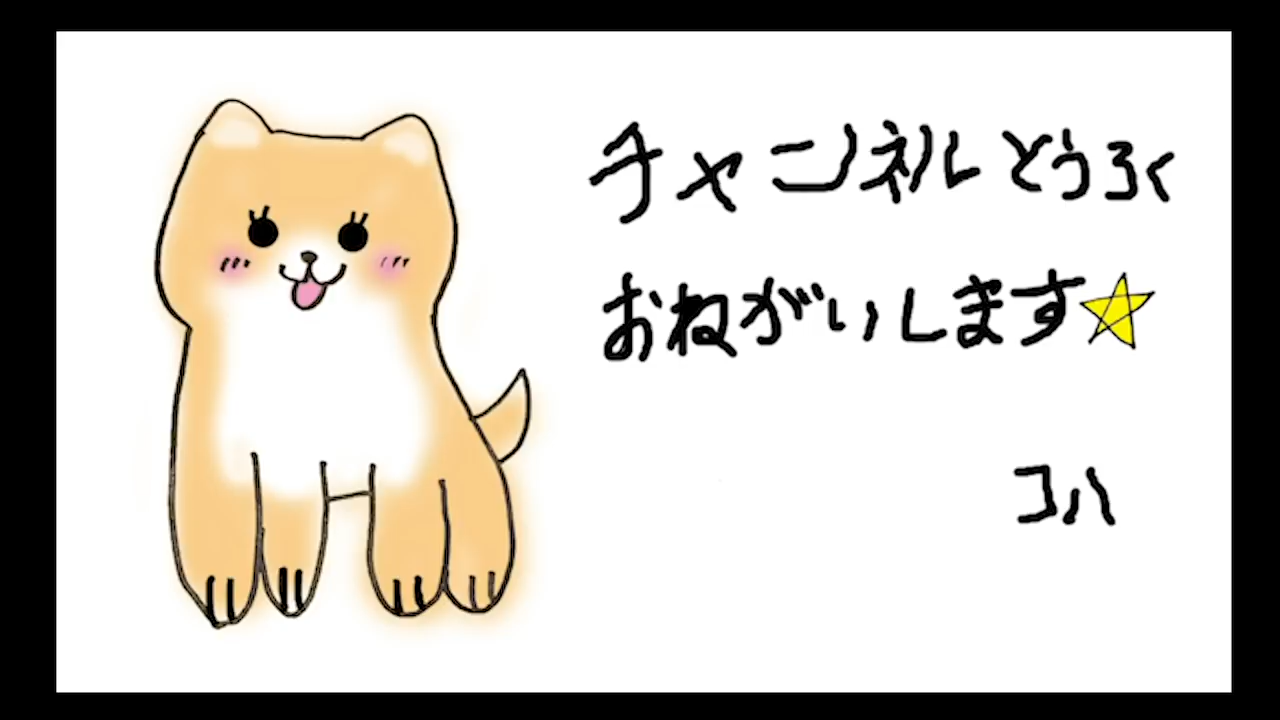 チャンネルとうろく
おねがいします☆
コハ